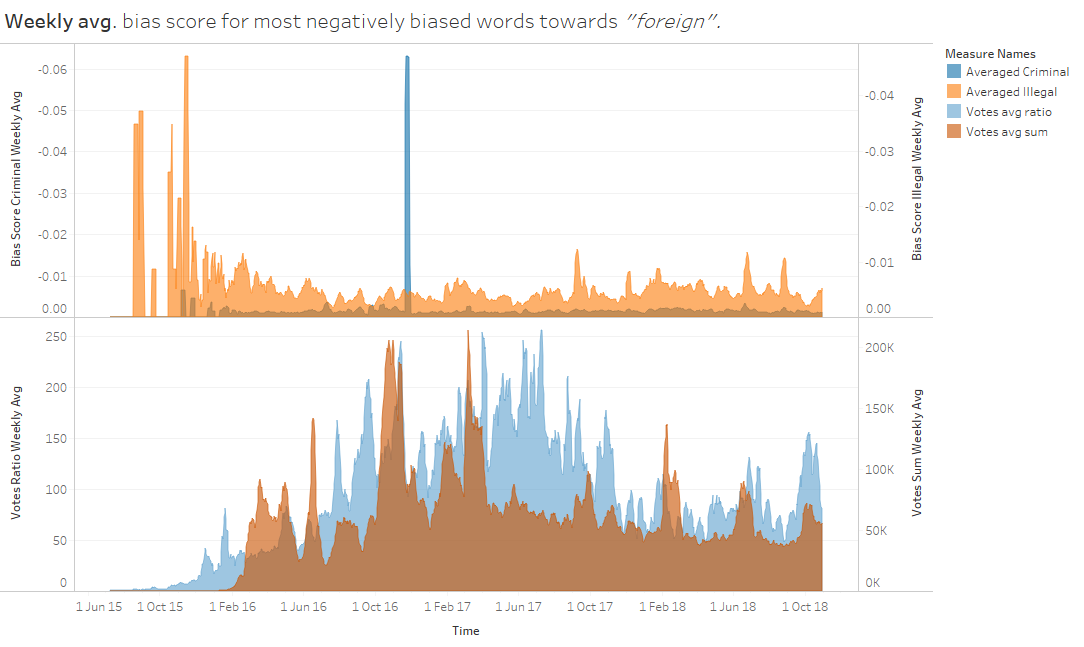 Weekly avg. bias score for most negatively biased words towards "foreign".
Measure Names
Averaged Criminal
Averaged Illegal
Votes avg ratio
Votes avg sum
Bias Score Criminal Weekly Avg
-0.06
-0.05
-0.04
-0.03
-0.02
-0.01
0.00
-0.04
-0.03
-0.02
-0.01
0.00
Bias Score Illegal Weekly Avg
Votes Ratio Weekly Avg
250
200
150
100
50
0
200K
150K
100K
50K
0K
Votes Sum Weekly Avg
1 Jun 15 1 Oct 15 1 Feb 16 1 Jun 16 1 Oct 16 1 Feb 17 1 Jun 17 1 Oct 17 1 Feb 18 1 Jun 18 1 Oct 18
Time